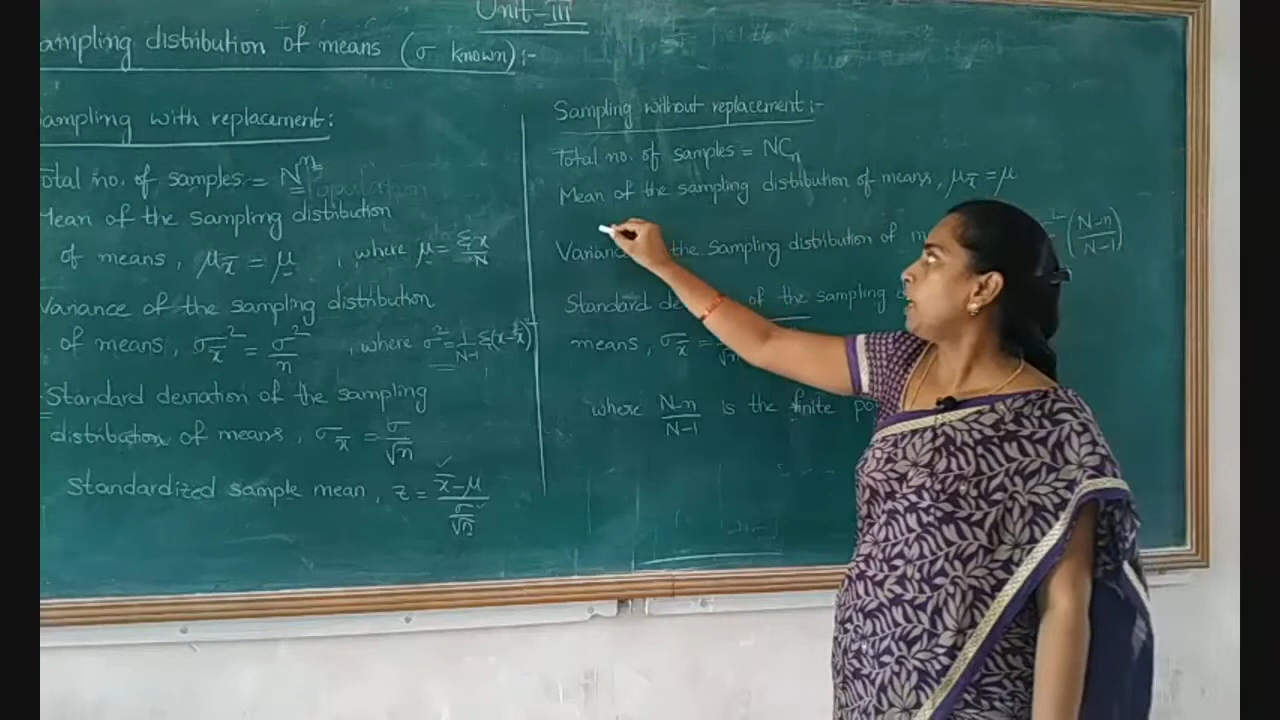 Unit-III
ampling distribution of means (σ known):-
ampling with replacement:
otal no. of samples = Nⁿ
Population
Mean of the sampling distribution
of means, μx̄ = μ, where μ = Σx/N
Variance of the sampling distribution
of means, σx̄² = σ²/n, where σ² = 1/N-1 Σ(x-x̄)²
Standard deviation of the sampling
distribution of means, σx̄ = σ/√n
Standardized sample mean, z = x̄-μ / σ/√n
Sampling without replacement:-
Total no. of samples = NCn
Mean of the sampling distribution of means, μx̄ = μ
Varianc the sampling distribution of m (N-n/N-1)
Standard de of the sampling
means, σx̄ =
where N-n/N-1 is the finite po